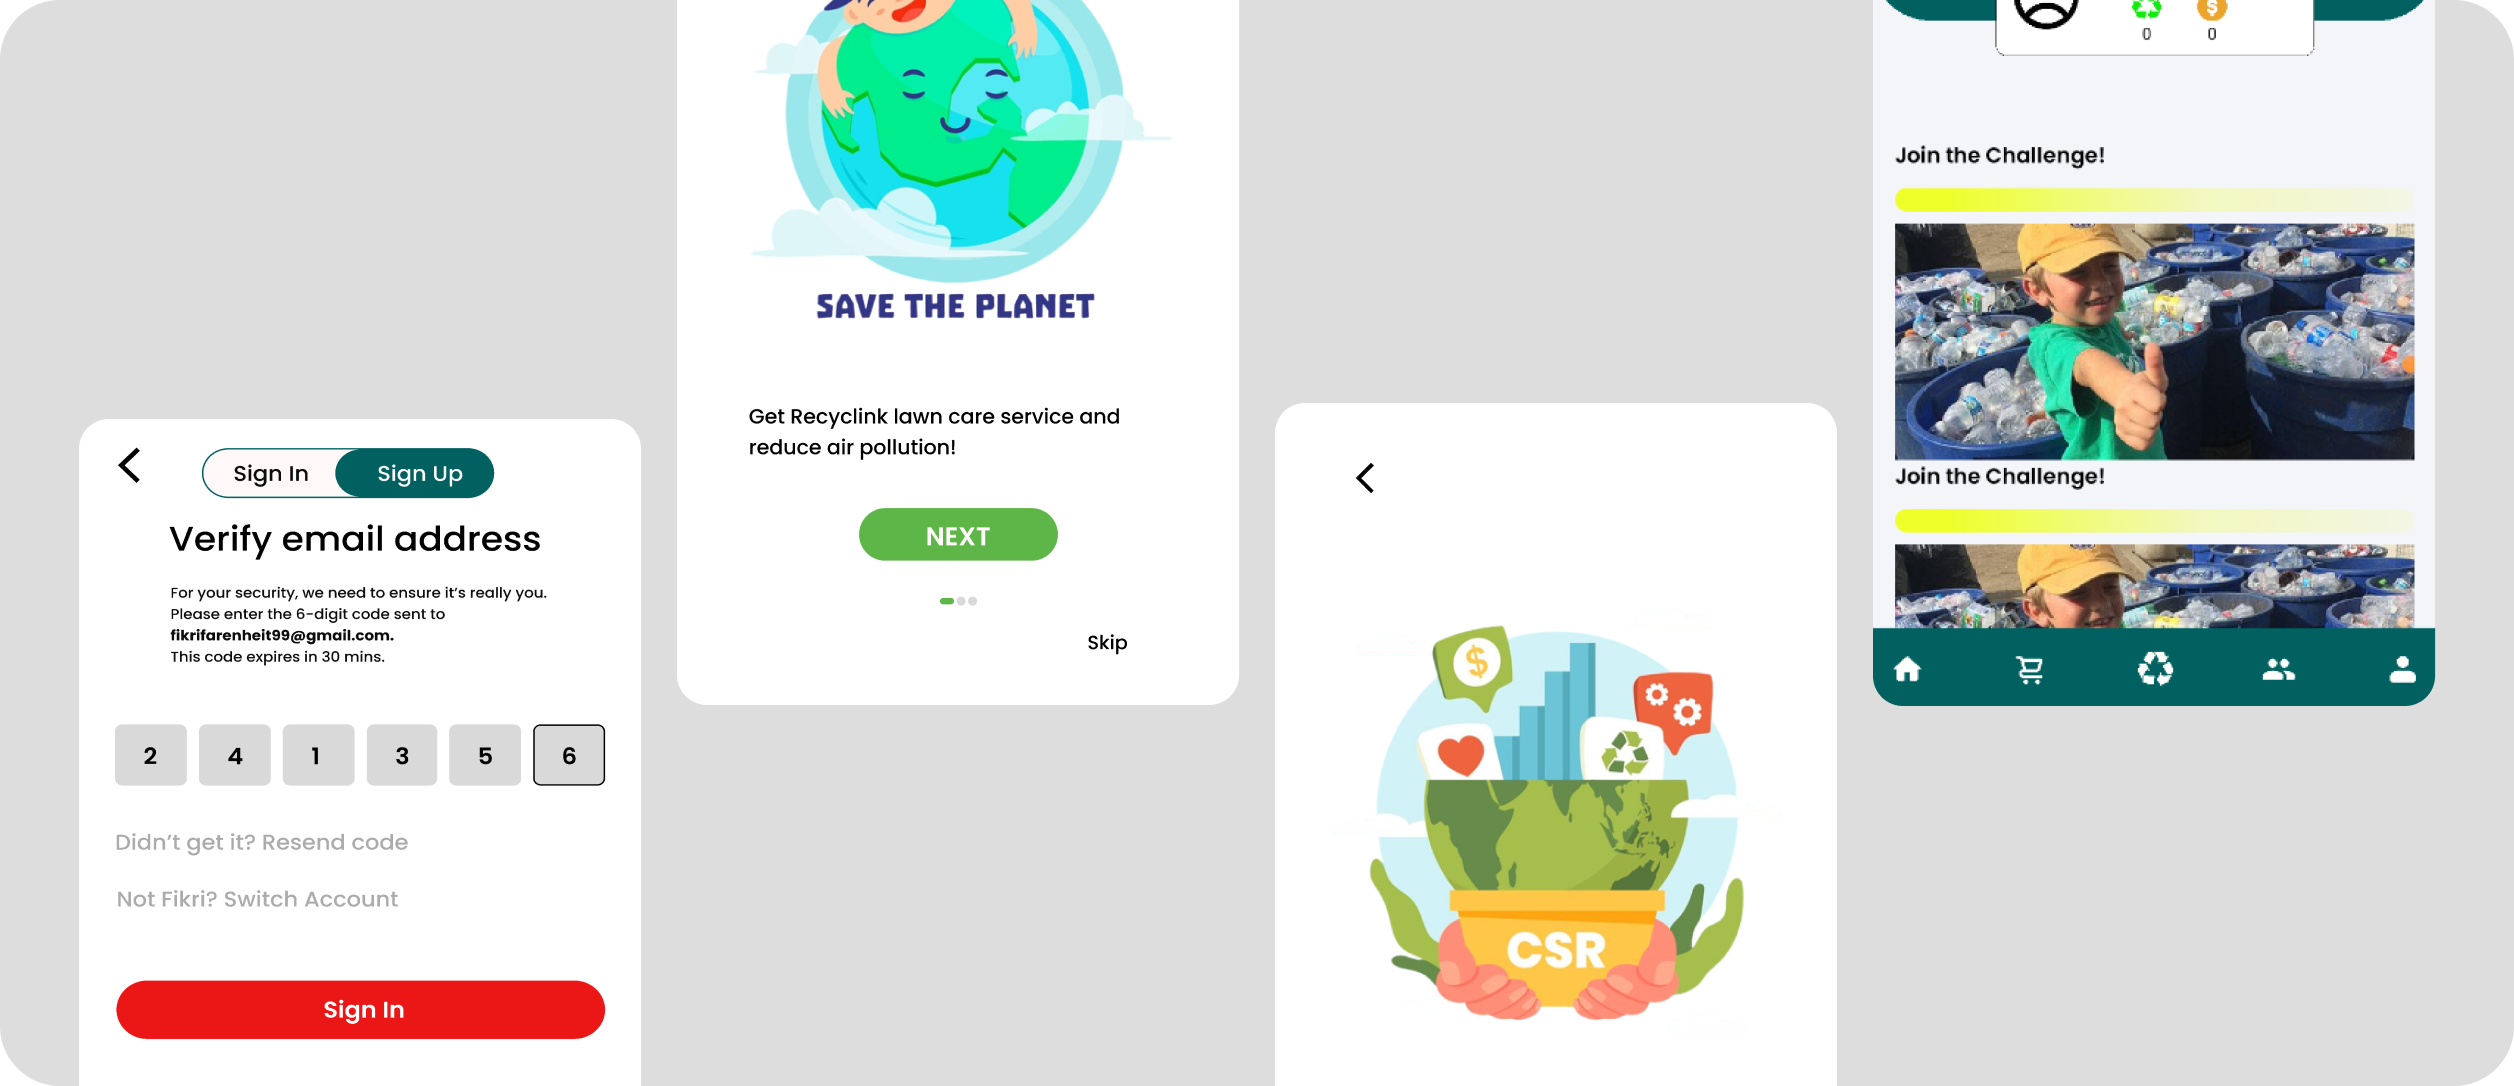 Sign In
Sign Up
Verify email address
For your security, we need to ensure it's really you.
Please enter the 6-digit code sent to
fikrifarenheit99@gmail.com.
This code expires in 30 mins.
2 4 1 3 5 6
Didn't get it? Resend code
Not Fikri? Switch Account
Sign In
SAVE THE PLANET
Get Recyclink lawn care service and
reduce air pollution!
NEXT
Skip
$
CSR
$
0 0
Join the Challenge!
Join the Challenge!